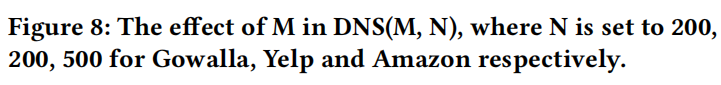 Figure 8: The effect of M in DNS(M, N), where N is set to 200,
200, 500 for Gowalla, Yelp and Amazon respectively.